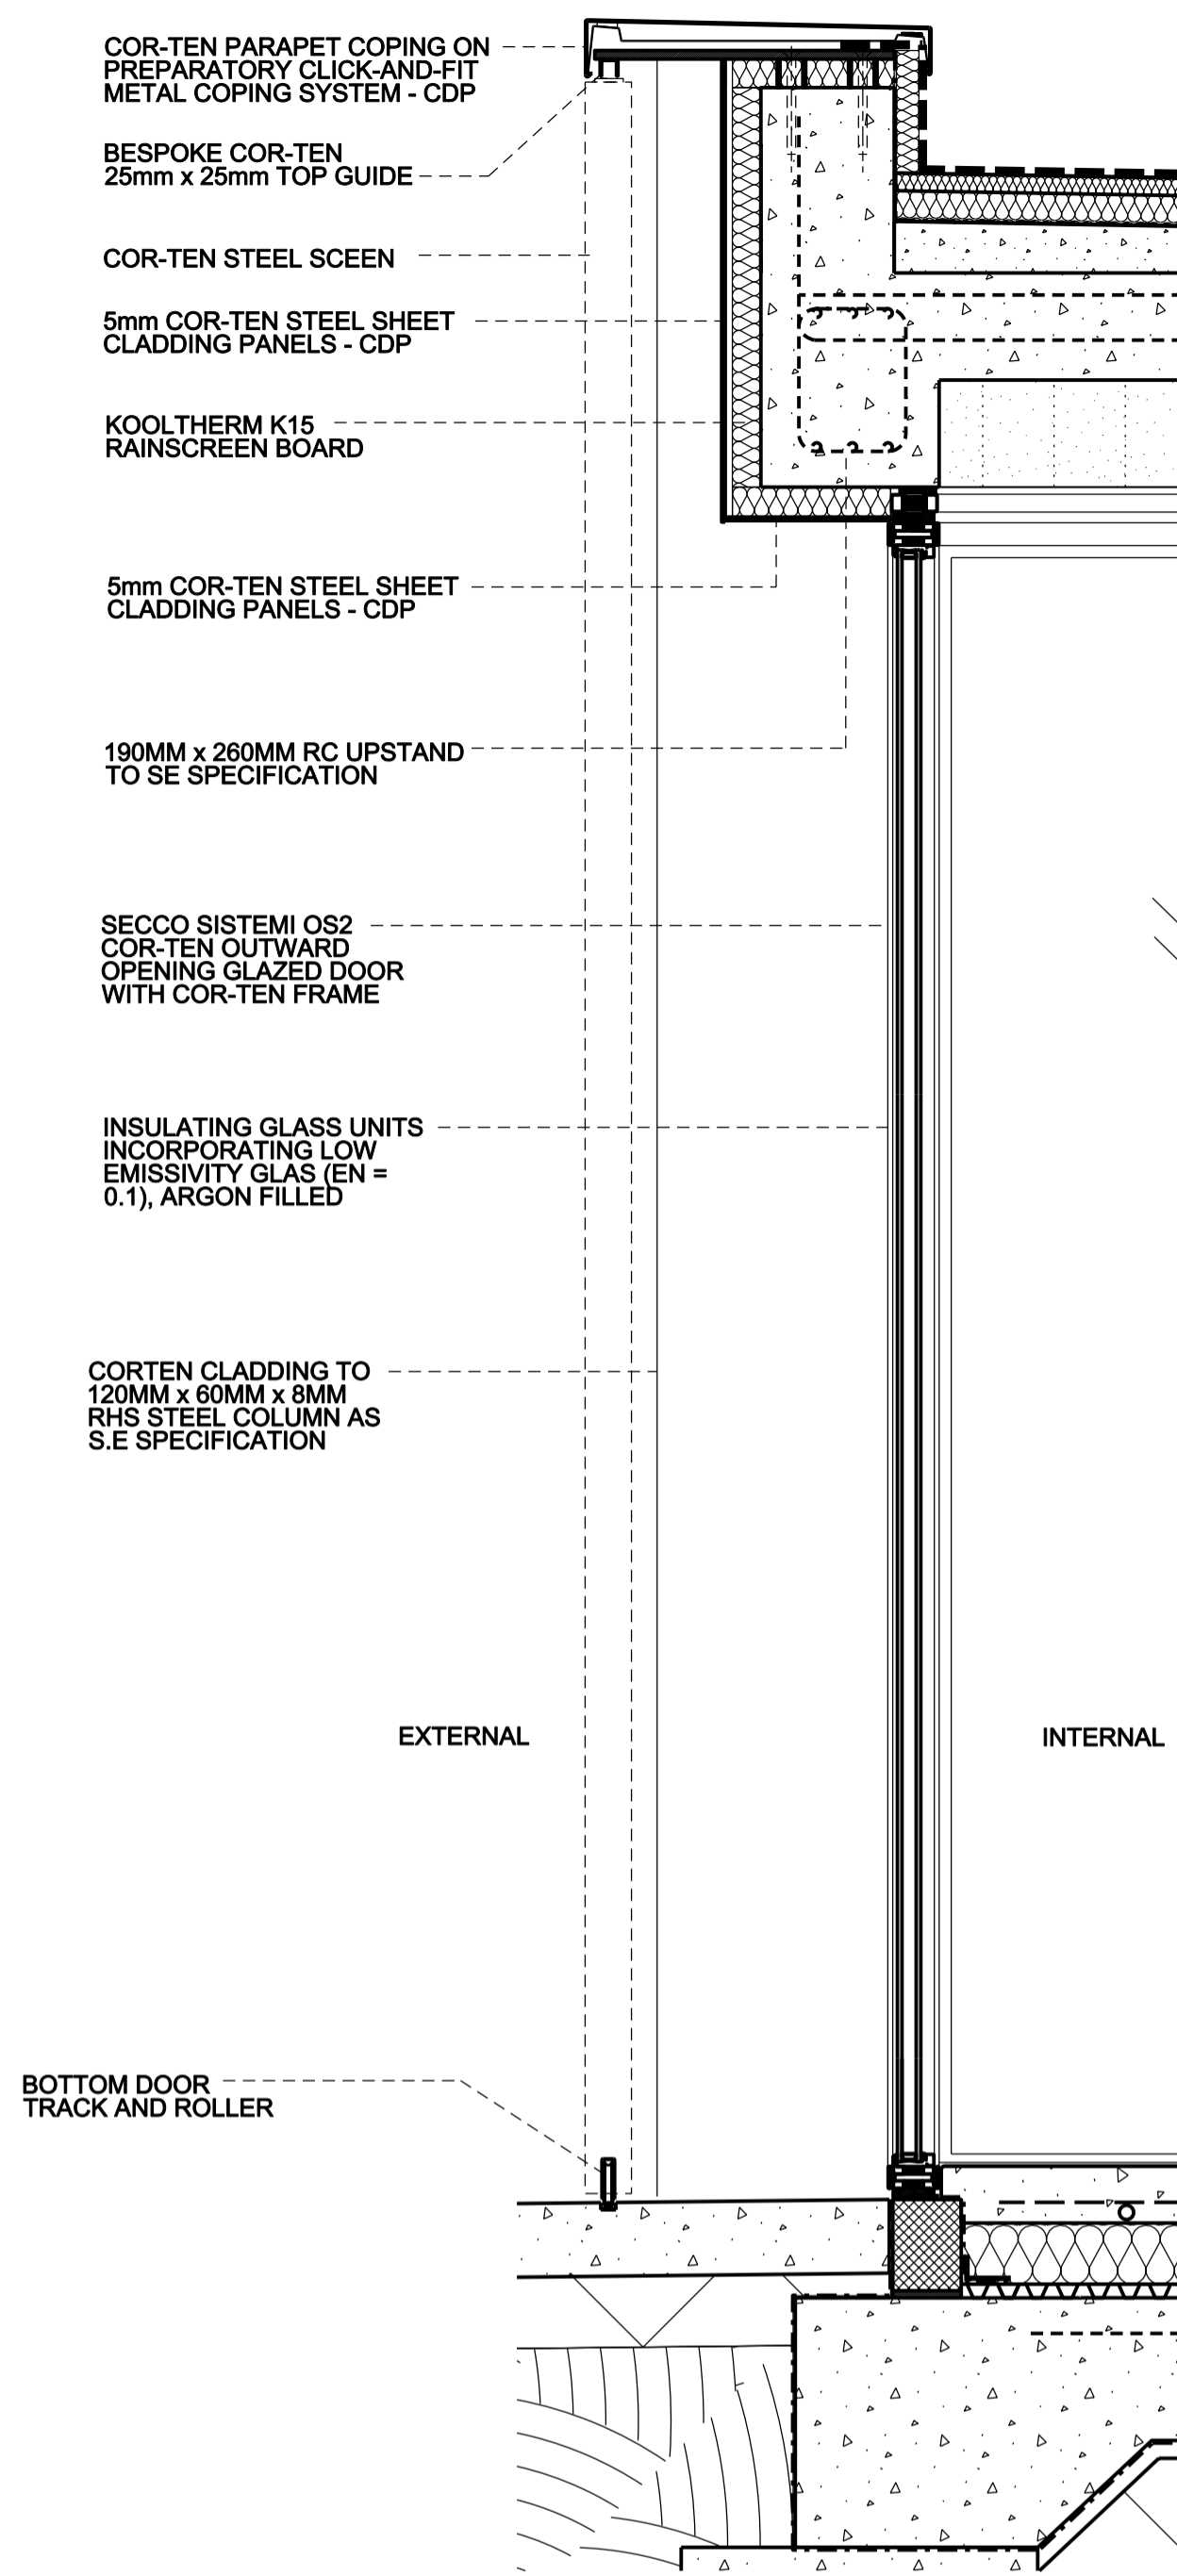 COR-TEN PARAPET COPING ON
PREPARATORY CLICK-AND-FIT
METAL COPING SYSTEM - CDP
BESPOKE COR-TEN
25mm x 25mm TOP GUIDE
COR-TEN STEEL SCEEN
5mm COR-TEN STEEL SHEET
CLADDING PANELS - CDP
KOOLTHERM K15
RAINSCREEN BOARD
5mm COR-TEN STEEL SHEET
CLADDING PANELS - CDP
190MM x 260MM RC UPSTAND
TO SE SPECIFICATION
SECCO SISTEMI OS2
COR-TEN OUTWARD
OPENING GLAZED DOOR
WITH COR-TEN FRAME
INSULATING GLASS UNITS
INCORPORATING LOW
EMISSIVITY GLAS (EN =
0.1), ARGON FILLED
CORTEN CLADDING TO
120MM x 60MM x 8MM
RHS STEEL COLUMN AS
S.E SPECIFICATION
EXTERNAL
INTERNAL
BOTTOM DOOR
TRACK AND ROLLER